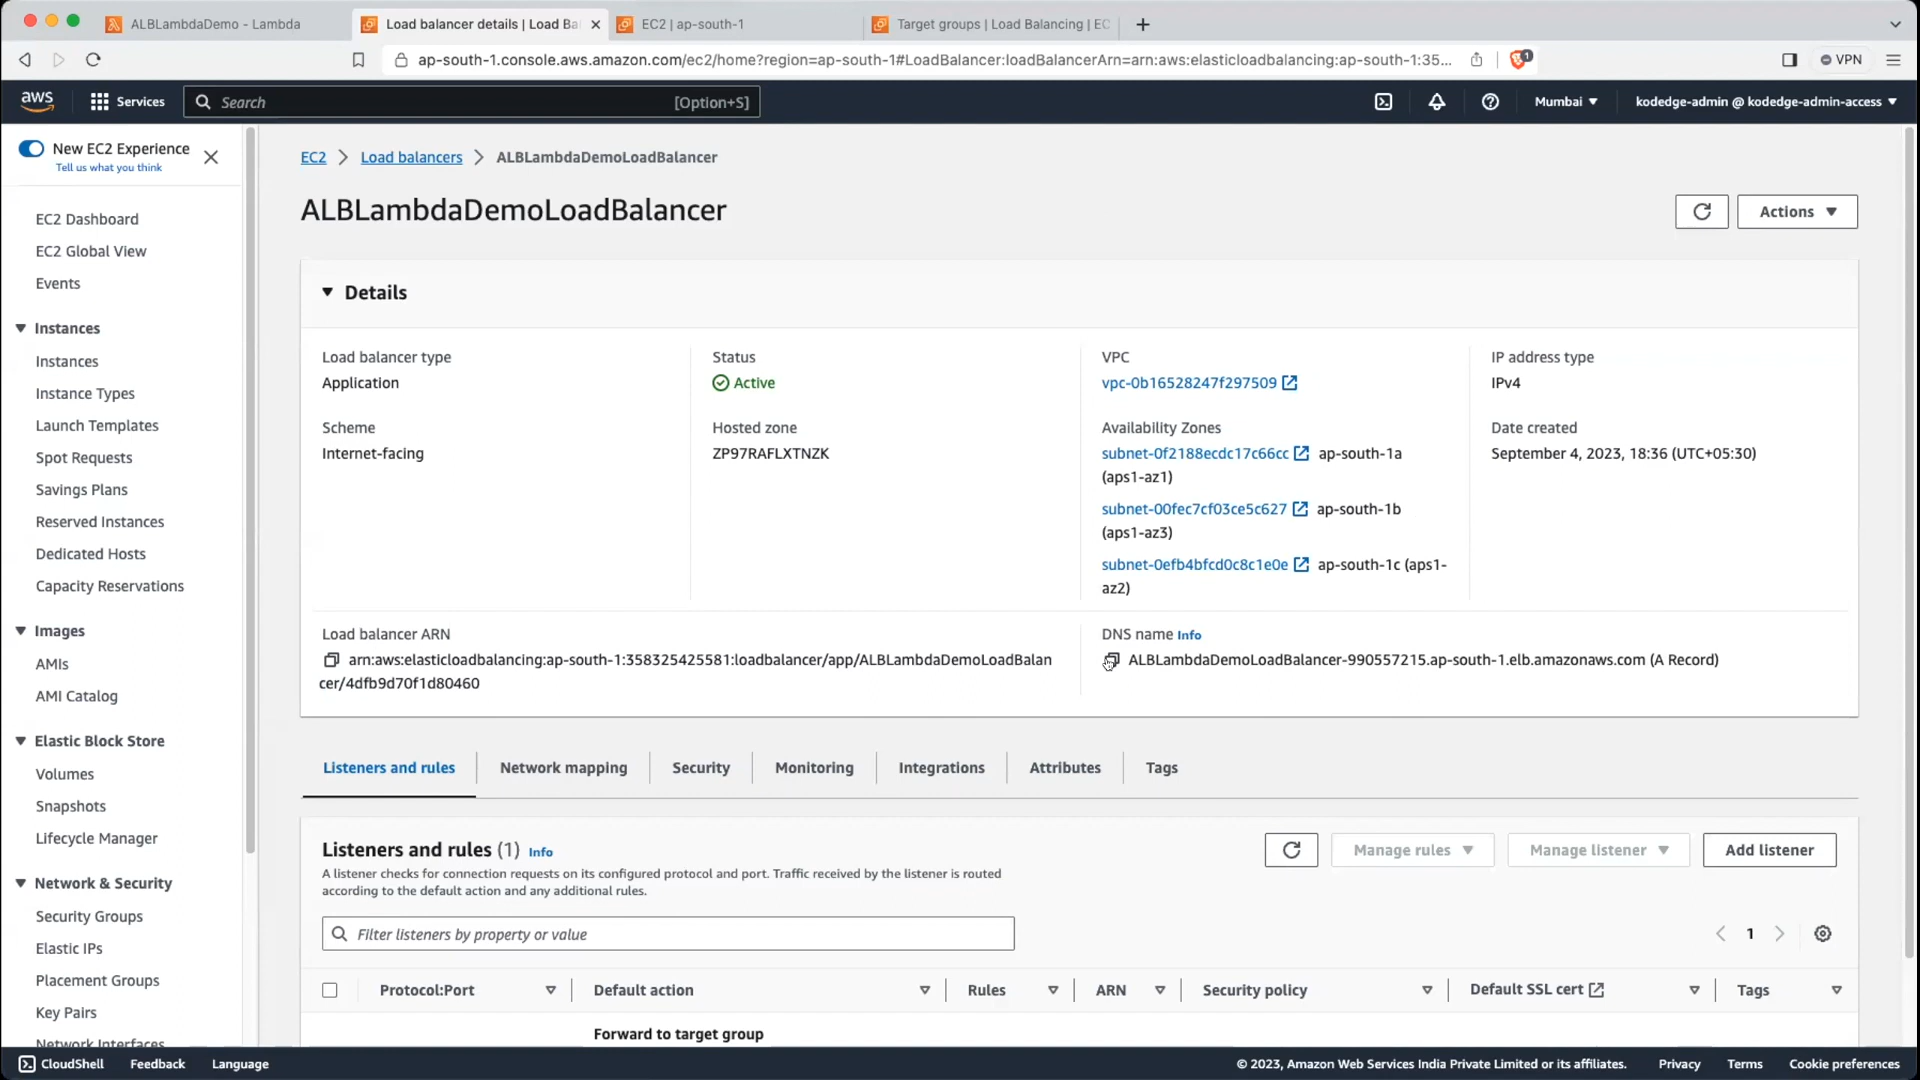 ALBLambdaDemo - Lambda
Load balancer details | Load Ba
EC2 | ap-south-1
Target groups | Load Balancing | EC
ap-south-1.console.aws.amazon.com/ec2/home?region=ap-south-1#LoadBalancer:loadBalancerArn=arn:aws:elasticloadbalancing:ap-south-1:35...
1
VPN
aws
Services
Search
[Option+S]
Mumbai
kodedge-admin @ kodedge-admin-access
New EC2 Experience
Tell us what you think
EC2 Dashboard
EC2 Global View
Events
Instances
Instances
Instance Types
Launch Templates
Spot Requests
Savings Plans
Reserved Instances
Dedicated Hosts
Capacity Reservations
Images
AMIs
AMI Catalog
Elastic Block Store
Volumes
Snapshots
Lifecycle Manager
Network & Security
Security Groups
Elastic IPs
Placement Groups
Key Pairs
Network Interfaces
EC2 > Load balancers > ALBLambdaDemoLoadBalancer
ALBLambdaDemoLoadBalancer
Actions
Details
Load balancer type
Application
Status
Active
VPC
vpc-0b16528247f297509
IP address type
IPv4
Scheme
Internet-facing
Hosted zone
ZP97RAFLXTNZK
Availability Zones
subnet-0f2188ecdc17c66cc ap-south-1a
(aps1-az1)
subnet-00fec7cf03ce5c627 ap-south-1b
(aps1-az3)
subnet-0efb4bfcd0c8c1e0e ap-south-1c (aps1-
az2)
Date created
September 4, 2023, 18:36 (UTC+05:30)
Load balancer ARN
arn:aws:elasticloadbalancing:ap-south-1:358325425581:loadbalancer/app/ALBLambdaDemoLoadBalan
cer/4dfb9d70f1d80460
DNS name Info
ALBLambdaDemoLoadBalancer-990557215.ap-south-1.elb.amazonaws.com (A Record)
Listeners and rules
Network mapping
Security
Monitoring
Integrations
Attributes
Tags
Listeners and rules (1) Info
A listener checks for connection requests on its configured protocol and port. Traffic received by the listener is routed
according to the default action and any additional rules.
Manage rules
Manage listener
Add listener
Filter listeners by property or value
1
Protocol:Port
Default action
Rules
ARN
Security policy
Default SSL cert
Tags
Forward to target group
CloudShell
Feedback
Language
© 2023, Amazon Web Services India Private Limited or its affiliates.
Privacy
Terms
Cookie preferences